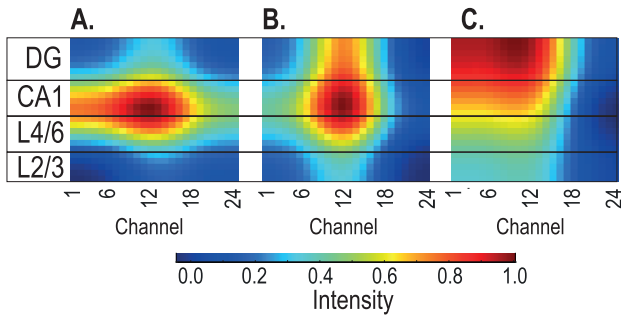 A. B. C.
DG
CA1
L4/6
L2/3
1 6 12 18 24 1 6 12 18 24 1 6 12 18 24
Channel Channel Channel
0.0 0.2 0.4 0.6 0.8 1.0
Intensity